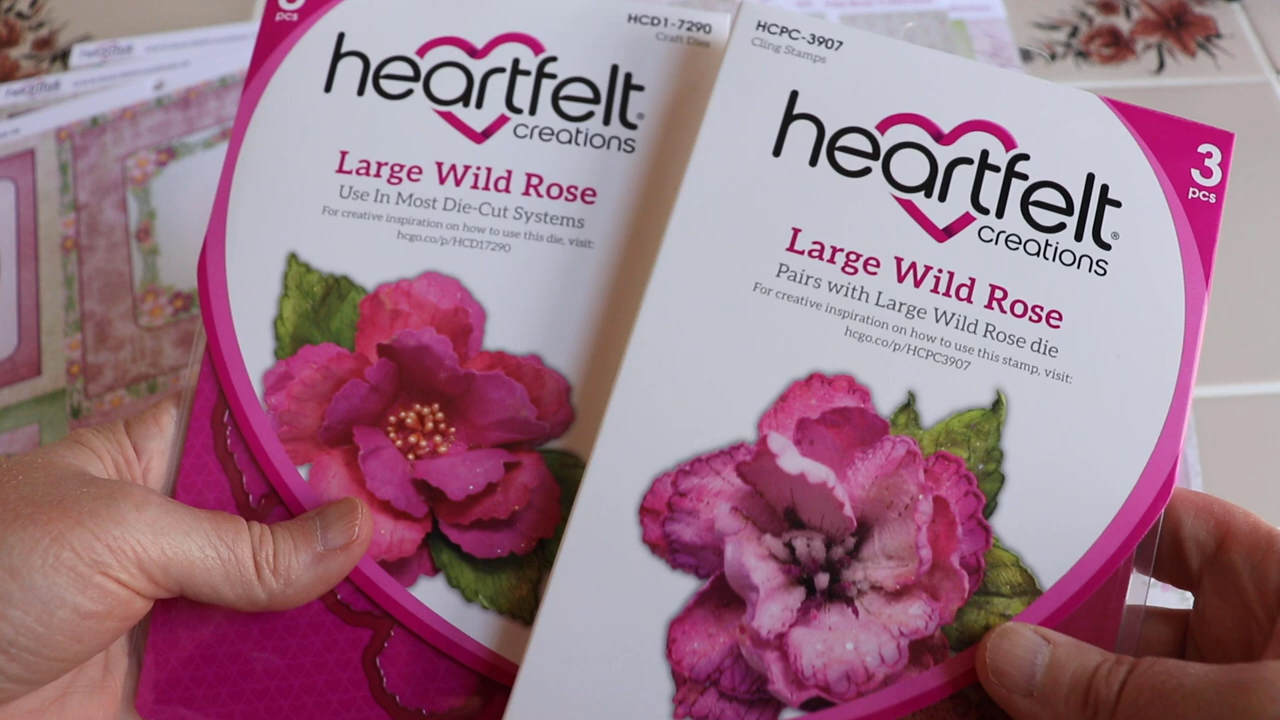 3
pcs
HCD1-7290
Craft Dies
heartfelt®
creations
Large Wild Rose
Use In Most Die-Cut Systems
For creative inspiration on how to use this die, visit:
hcgo.co/p/HCD17290
HCPC-3907
Cling Stamps
3
pcs
heartfelt®
creations
Large Wild Rose
Pairs with Large Wild Rose die
For creative inspiration on how to use this stamp, visit:
hcgo.co/p/HCPC3907